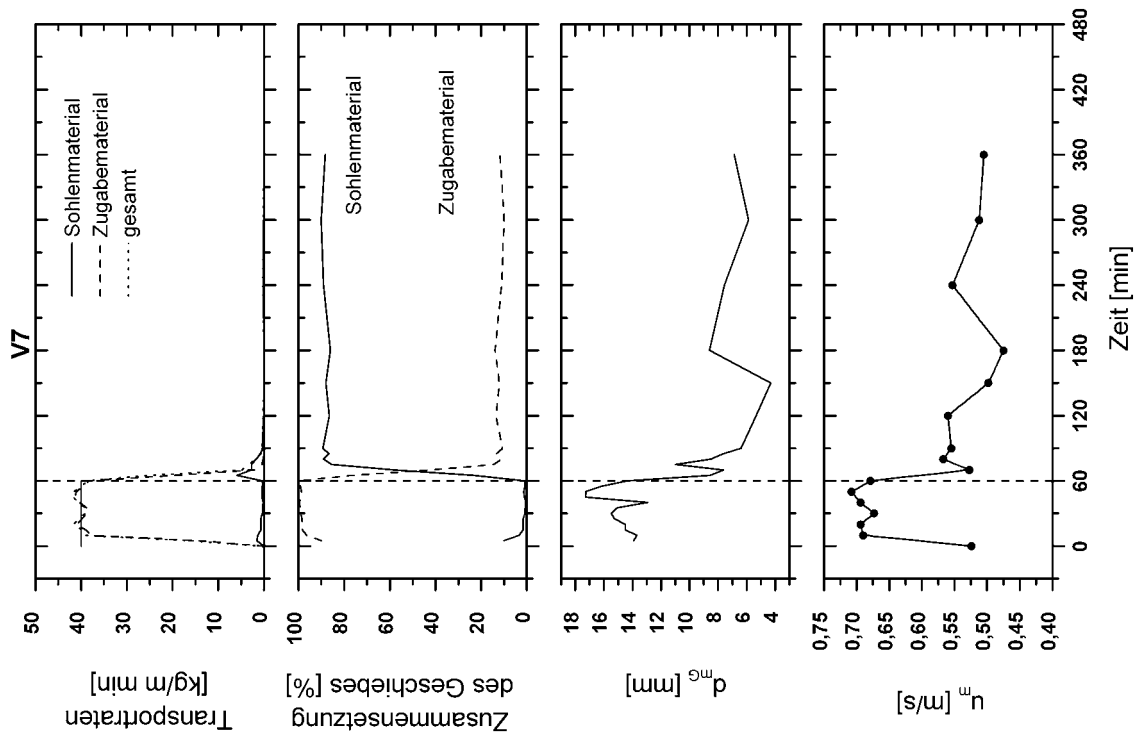 V7
Transportraten
[kg/m min]
50
40
30
20
10
0
Sohlenmaterial
Zugabematerial
gesamt
Zusammensetzung
des Geschiebes [%]
100
80
60
40
20
0
Sohlenmaterial
Zugabematerial
d_mG [mm]
18
16
14
12
10
8
6
4
u_m [m/s]
0,75
0,70
0,65
0,60
0,55
0,50
0,45
0,40
0 60 120 180 240 300 360 420 480
Zeit [min]